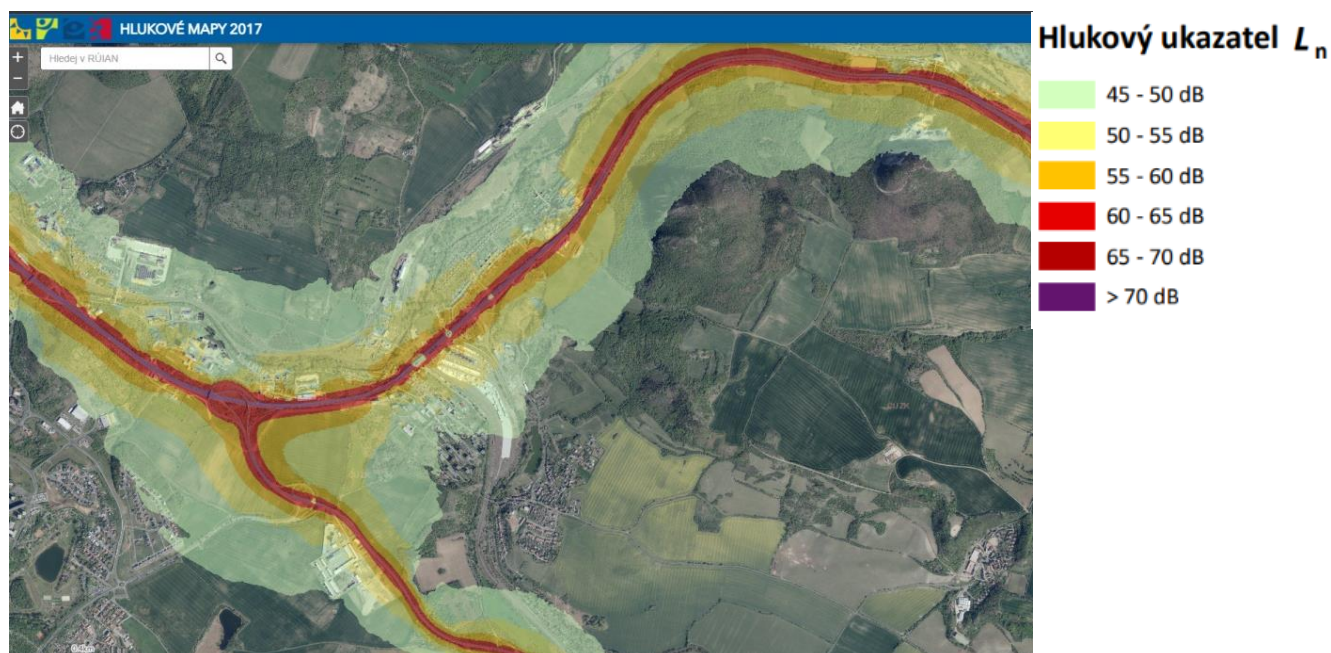 HLUKOVÉ MAPY 2017
Hledej v RÚIAN
Hlukový ukazatel Ln
45 - 50 dB
50 - 55 dB
55 - 60 dB
60 - 65 dB
65 - 70 dB
> 70 dB